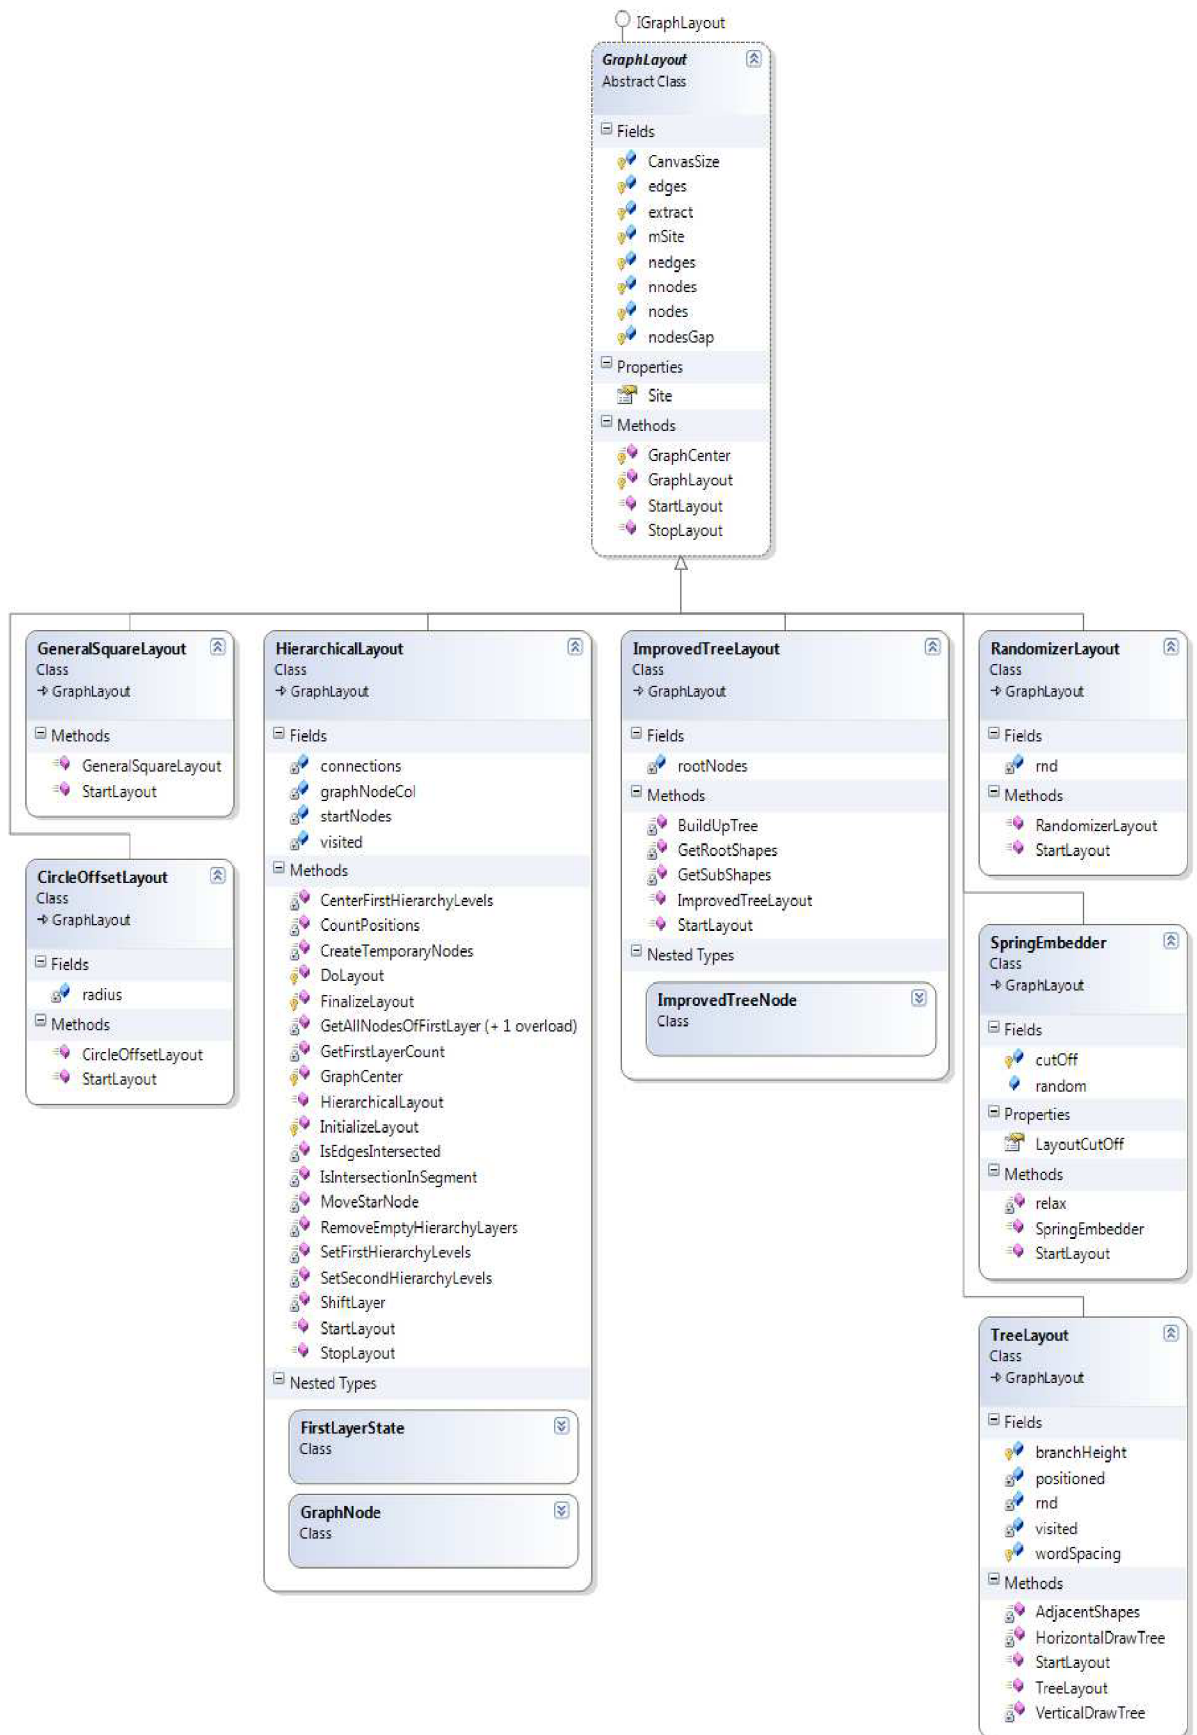 IGraphLayout
GraphLayout
Abstract Class
Fields
CanvasSize
edges
extract
mSite
nedges
nnodes
nodes
nodesGap
Properties
Site
Methods
GraphCenter
GraphLayout
StartLayout
StopLayout
GeneralSquareLayout
Class
GraphLayout
Methods
GeneralSquareLayout
StartLayout
CircleOffsetLayout
Class
GraphLayout
Fields
radius
Methods
CircleOffsetLayout
StartLayout
HierarchicalLayout
Class
GraphLayout
Fields
connections
graphNodeCol
startNodes
visited
Methods
CenterFirstHierarchyLevels
CountPositions
CreateTemporaryNodes
DoLayout
FinalizeLayout
GetAllNodesOfFirstLayer (+ 1 overload)
GetFirstLayerCount
GraphCenter
HierarchicalLayout
InitializeLayout
IsEdgesIntersected
IsIntersectionInSegment
MoveStarNode
RemoveEmptyHierarchyLayers
SetFirstHierarchyLevels
SetSecondHierarchyLevels
ShiftLayer
StartLayout
StopLayout
Nested Types
FirstLayerState
Class
GraphNode
Class
ImprovedTreeLayout
Class
GraphLayout
Fields
rootNodes
Methods
BuildUpTree
GetRootShapes
GetSubShapes
ImprovedTreeLayout
StartLayout
Nested Types
ImprovedTreeNode
Class
RandomizerLayout
Class
GraphLayout
Fields
rnd
Methods
RandomizerLayout
StartLayout
SpringEmbedder
Class
GraphLayout
Fields
cutOff
random
Properties
LayoutCutOff
Methods
relax
SpringEmbedder
StartLayout
TreeLayout
Class
GraphLayout
Fields
branchHeight
positioned
rnd
visited
wordSpacing
Methods
AdjacentShapes
HorizontalDrawTree
StartLayout
TreeLayout
VerticalDrawTree